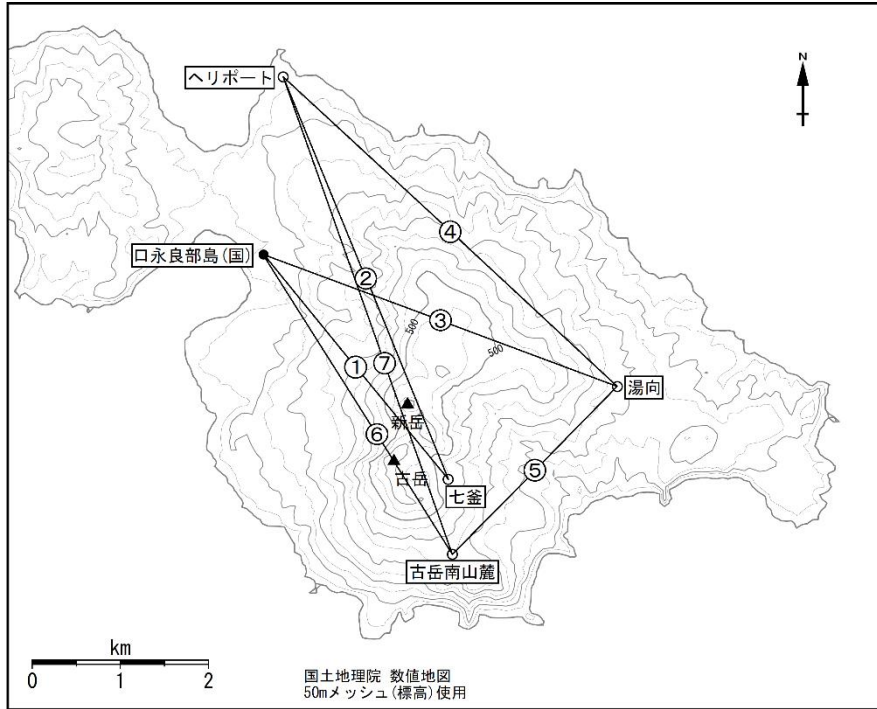 ヘリポート
N
④
口永良部島(国)
②
③
500
500
①
⑦
湯向
新岳
⑥
古岳
⑤
七釜
古岳南山麓
km
0 1 2
国土地理院 数値地図
50mメッシュ(標高)使用